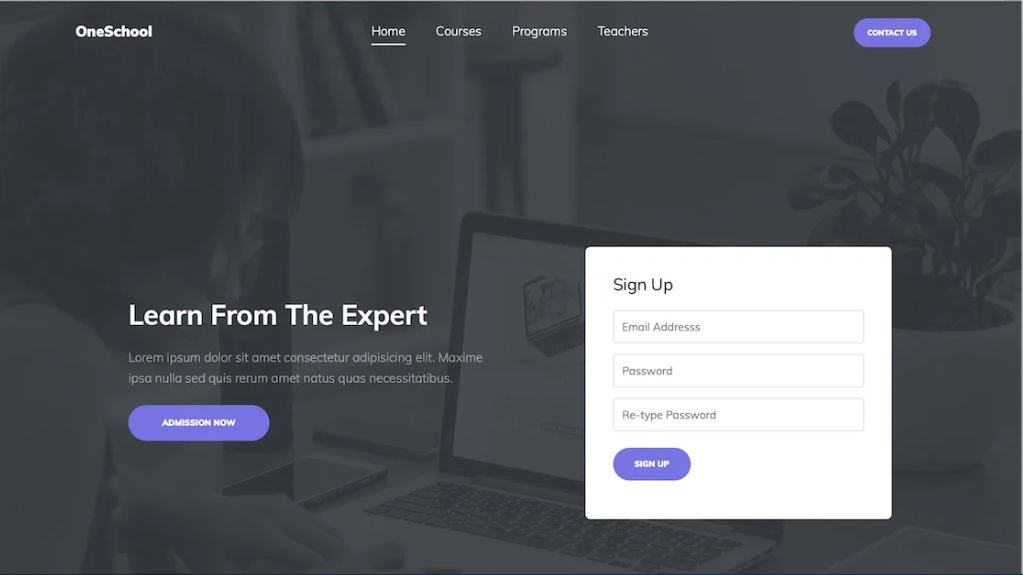 OneSchool
Home
Courses
Programs
Teachers
CONTACT US
Learn From The Expert
Lorem ipsum dolor sit amet consectetur adipisicing elit. Maxime
ipsa nulla sed quis rerum amet natus quas necessitatibus.
ADMISSION NOW
Sign Up
Email Addresss
Password
Re-type Password
SIGN UP